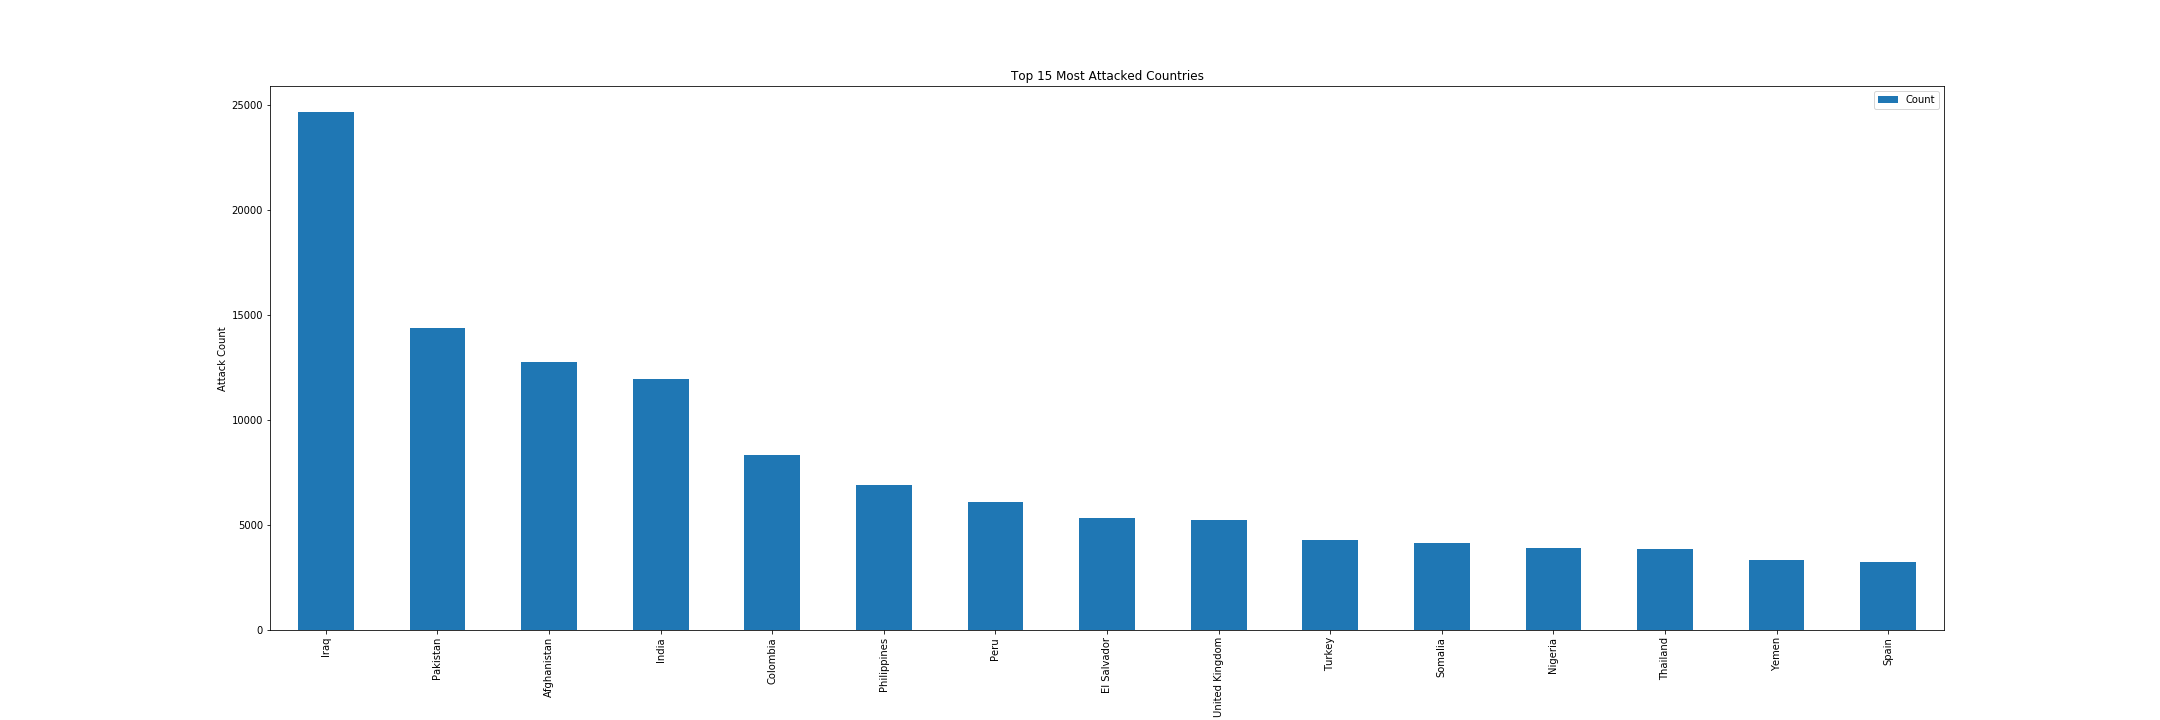 Top 15 Most Attacked Countries
Count
Attack Count
25000
20000
15000
10000
5000
0
Iraq
Pakistan
Afghanistan
India
Colombia
Philippines
Peru
El Salvador
United Kingdom
Turkey
Somalia
Nigeria
Thailand
Yemen
Spain